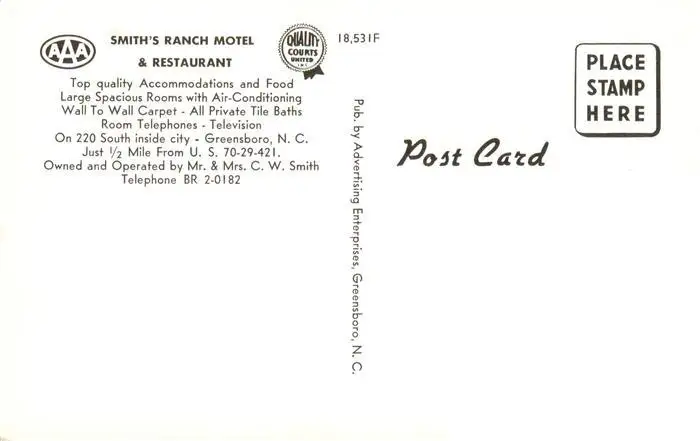 AAA
SMITH'S RANCH MOTEL
& RESTAURANT
QUALITY
COURTS
UNITED
INC
18,531F
Top quality Accommodations and Food
Large Spacious Rooms with Air-Conditioning
Wall To Wall Carpet - All Private Tile Baths
Room Telephones - Television
On 220 South inside city - Greensboro, N. C.
Just 1/2 Mile From U. S. 70-29-421.
Owned and Operated by Mr. & Mrs. C. W. Smith
Telephone BR 2-0182
Pub. by Advertising Enterprises, Greensboro, N. C.
Post Card
PLACE
STAMP
HERE